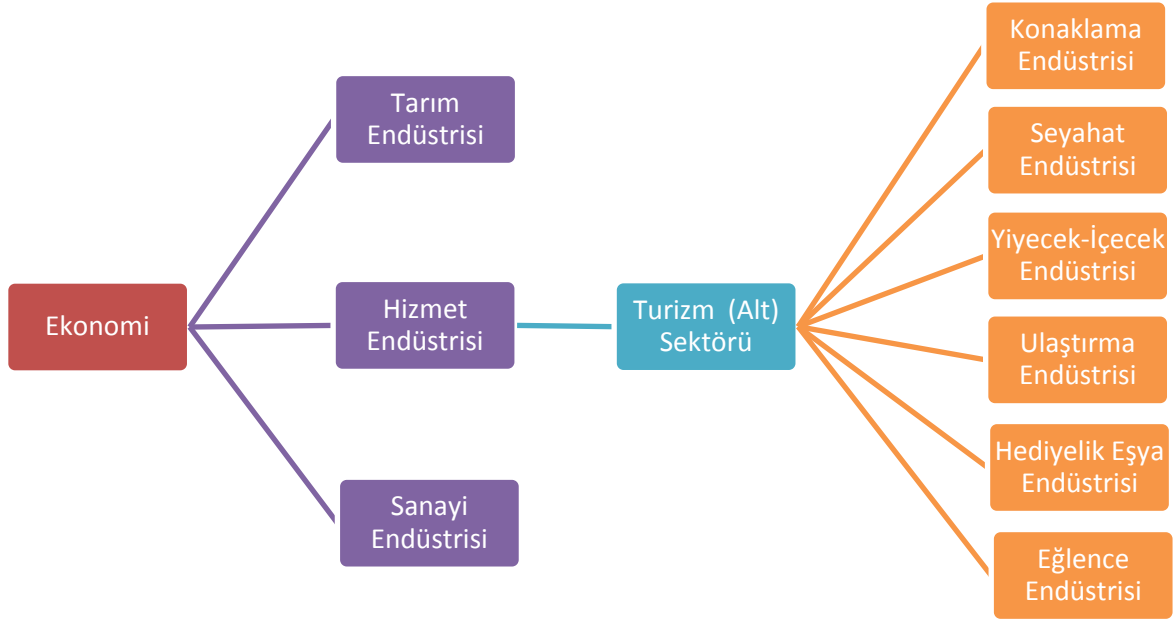 Ekonomi
Tarım
Endüstrisi
Hizmet
Endüstrisi
Sanayi
Endüstrisi
Turizm (Alt)
Sektörü
Konaklama
Endüstrisi
Seyahat
Endüstrisi
Yiyecek-İçecek
Endüstrisi
Ulaştırma
Endüstrisi
Hediyelik Eşya
Endüstrisi
Eğlence
Endüstrisi